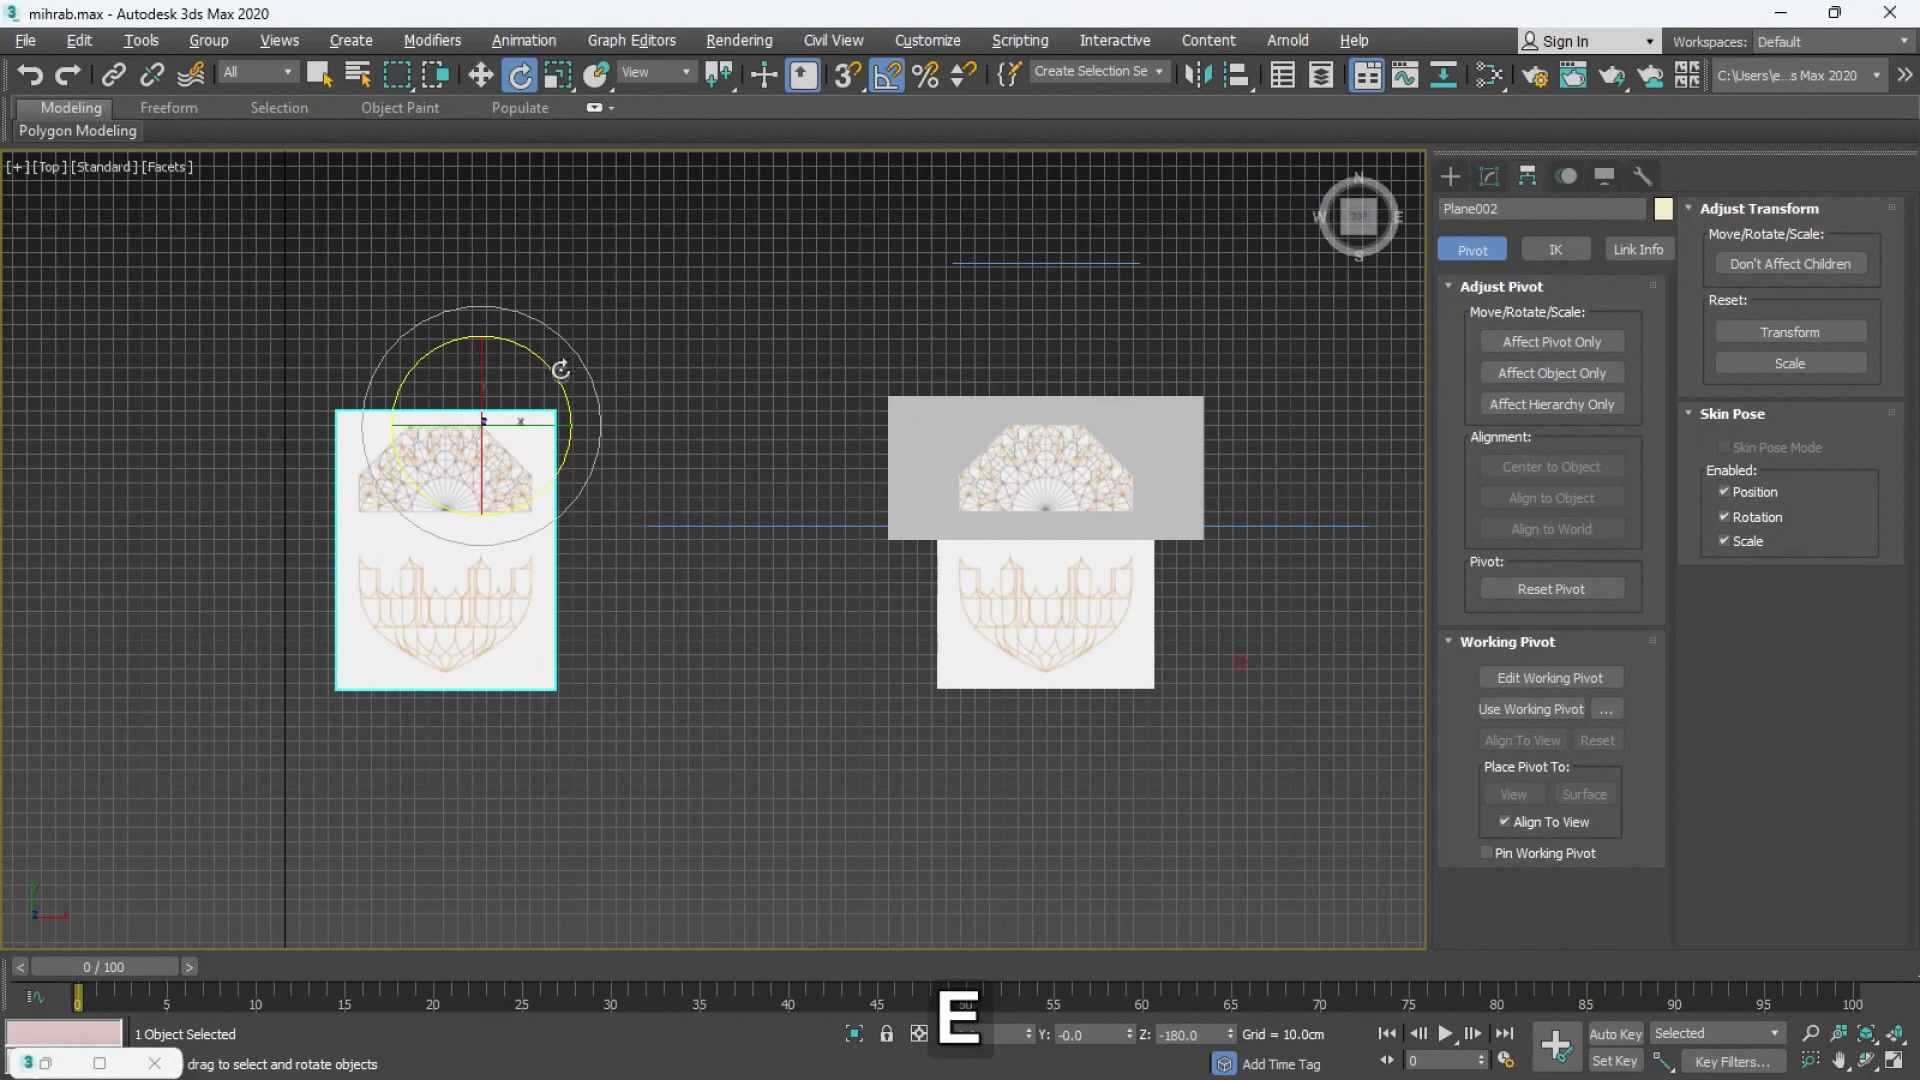 mihrab.max - Autodesk 3ds Max 2020
File Edit Tools Group Views Create Modifiers Animation Graph Editors Rendering Civil View Customize Scripting Interactive Content Arnold Help Sign In Workspaces: Default
All View Create Selection Se C:\Users\e...s Max 2020
Modeling Freeform Selection Object Paint Populate
Polygon Modeling
[+] [Top] [Standard] [Facets]
N
W TOP E
S
x
y
z x
Plane002
Pivot IK Link Info
Adjust Pivot
Move/Rotate/Scale:
Affect Pivot Only
Affect Object Only
Affect Hierarchy Only
Alignment:
Center to Object
Align to Object
Align to World
Pivot:
Reset Pivot
Working Pivot
Edit Working Pivot
Use Working Pivot ...
Align To View Reset
Place Pivot To:
View Surface
Align To View
Pin Working Pivot
Adjust Transform
Move/Rotate/Scale:
Don't Affect Children
Reset:
Transform
Scale
Skin Pose
Skin Pose Mode
Enabled:
Position
Rotation
Scale
< 0 / 100 >
0 5 10 15 20 25 30 35 40 45 50 55 60 65 70 75 80 85 90 95 100
E
1 Object Selected
Y: -0.0 Z: -180.0 Grid = 10.0cm
Auto Key Selected
drag to select and rotate objects
Add Time Tag
0 Set Key Key Filters...